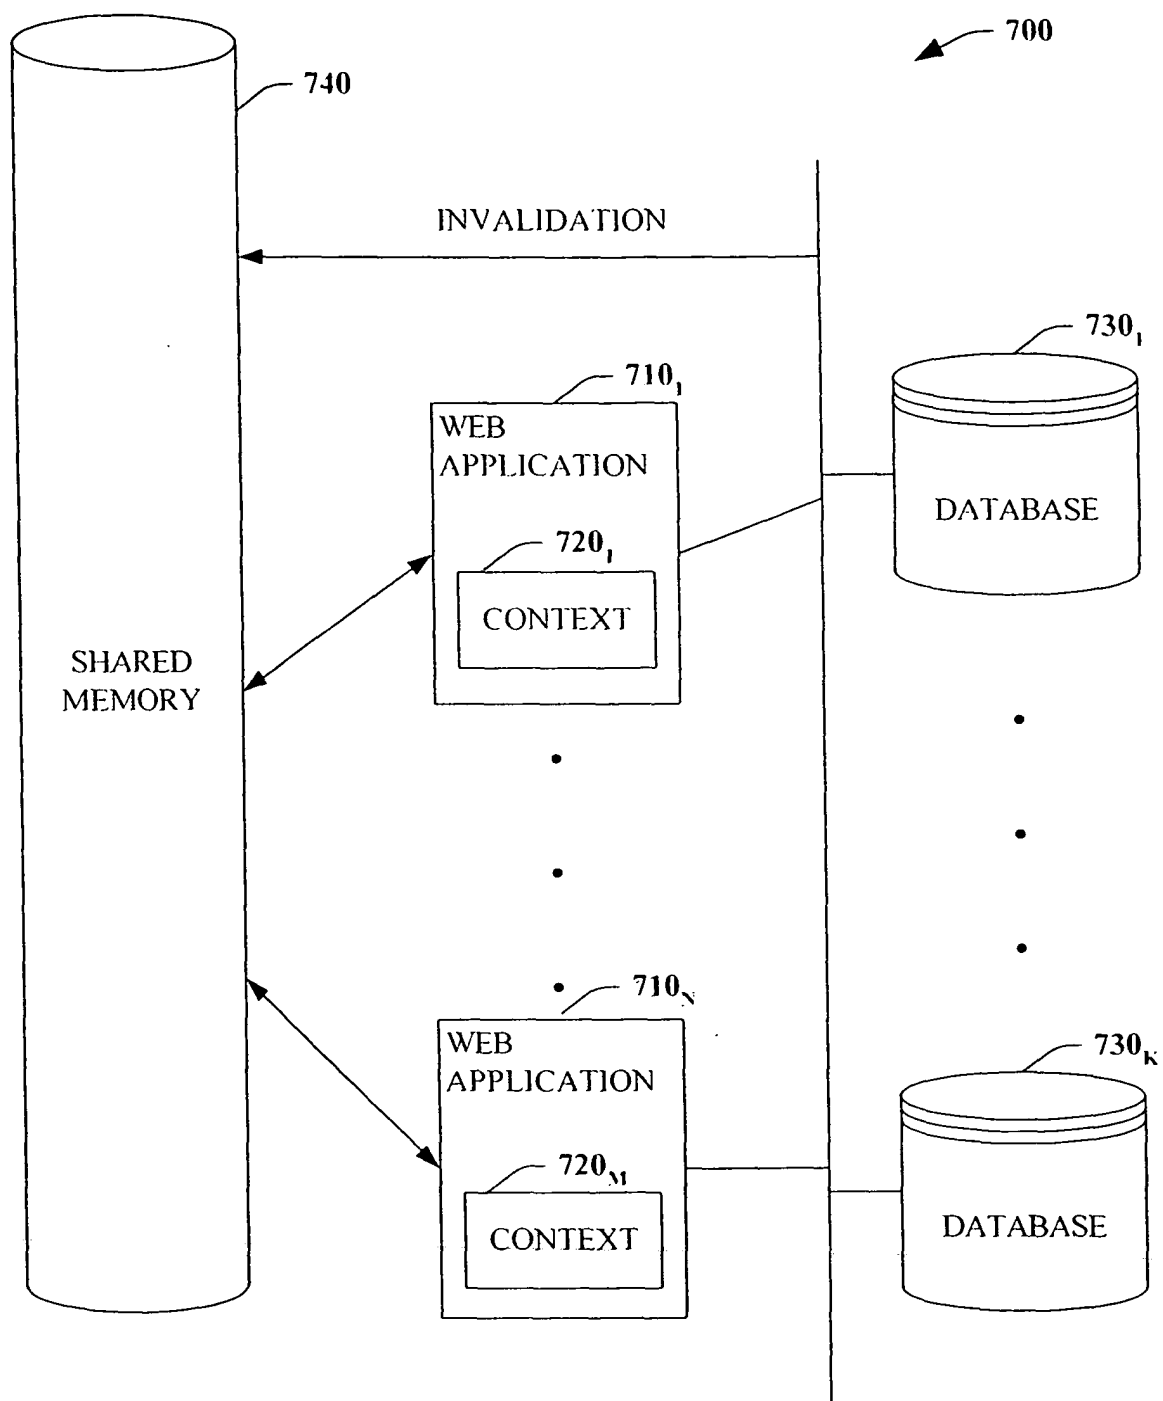 700
740
INVALIDATION
730₁
710₁
WEB
APPLICATION
DATABASE
720₁
CONTEXT
SHARED
MEMORY
710ₙ
WEB
APPLICATION
730ₖ
720ₘ
CONTEXT
DATABASE